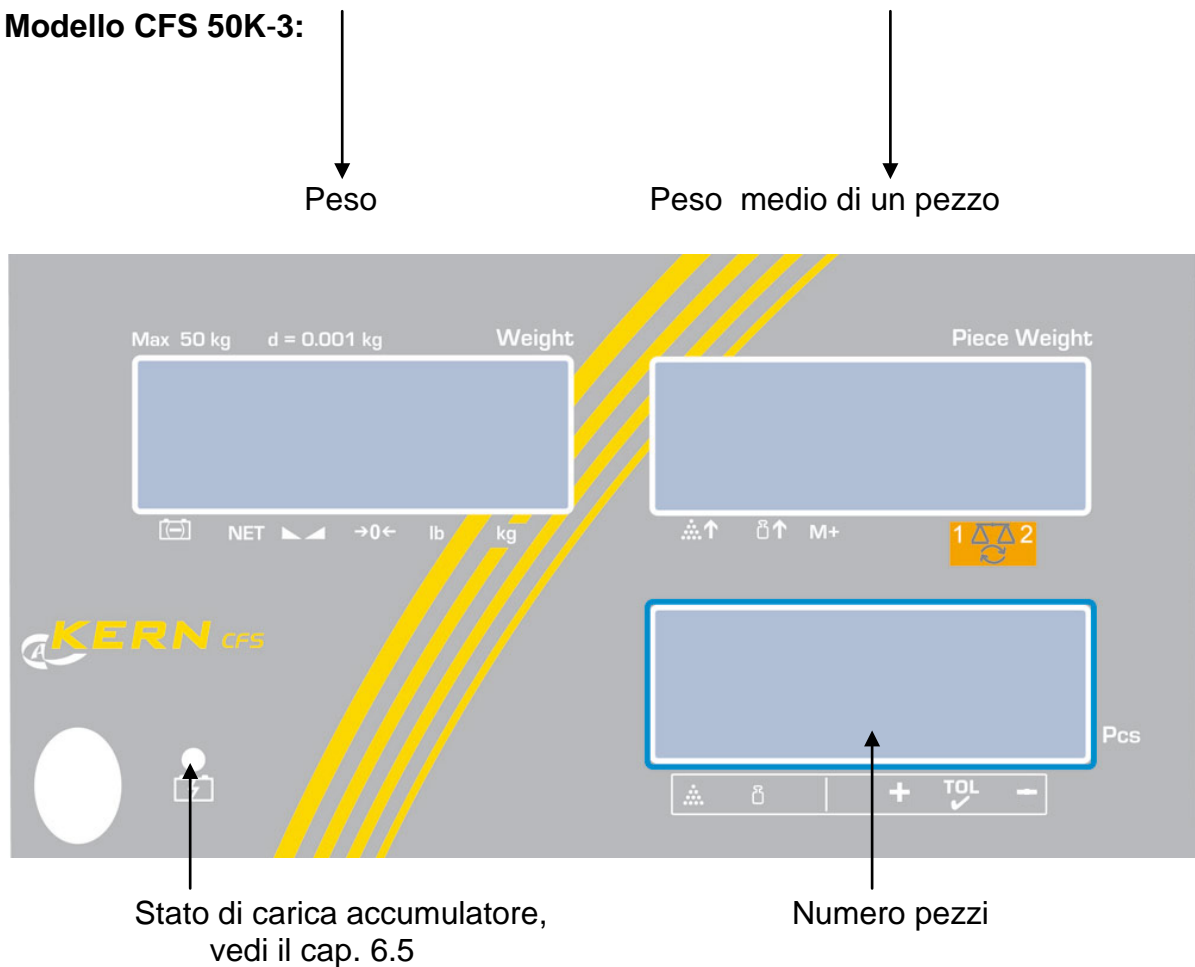 Modello CFS 50K-3:
Peso
Peso medio di un pezzo
Max 50 kg d = 0.001 kg Weight
Piece Weight
NET →0← lb kg
↑ ↑ M+
1 2
KERN CFS
Pcs
+ TOL -
Stato di carica accumulatore,
vedi il cap. 6.5
Numero pezzi